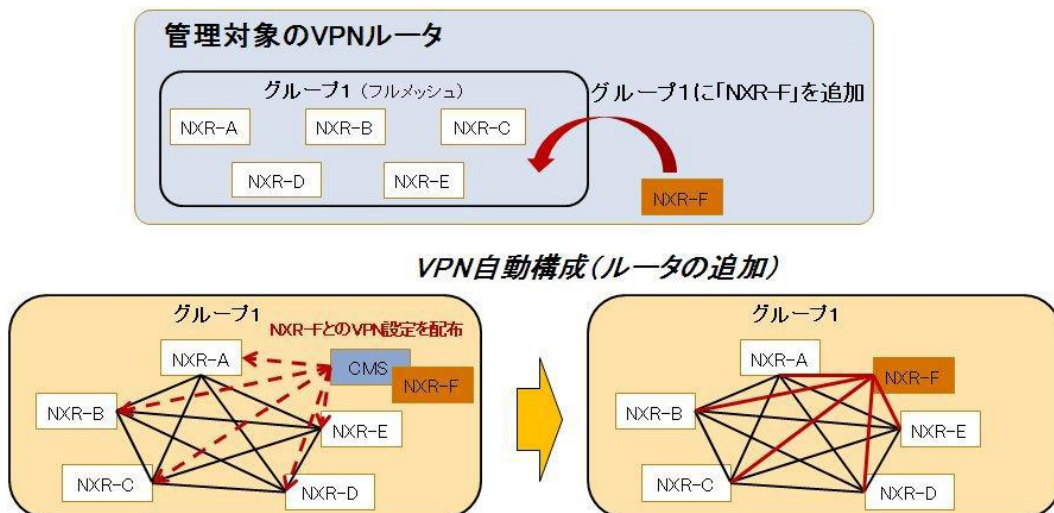 管理対象のVPNルータ
グループ1（フルメッシュ）
グループ1に「NXR-F」を追加
NXR-A
NXR-B
NXR-C
NXR-D
NXR-E
NXR-F
VPN自動構成（ルータの追加）
グループ1
NXR-FとのVPN設定を配布
NXR-A
CMS
NXR-F
NXR-B
NXR-E
NXR-C
NXR-D
グループ1
NXR-A
NXR-F
NXR-B
NXR-E
NXR-C
NXR-D